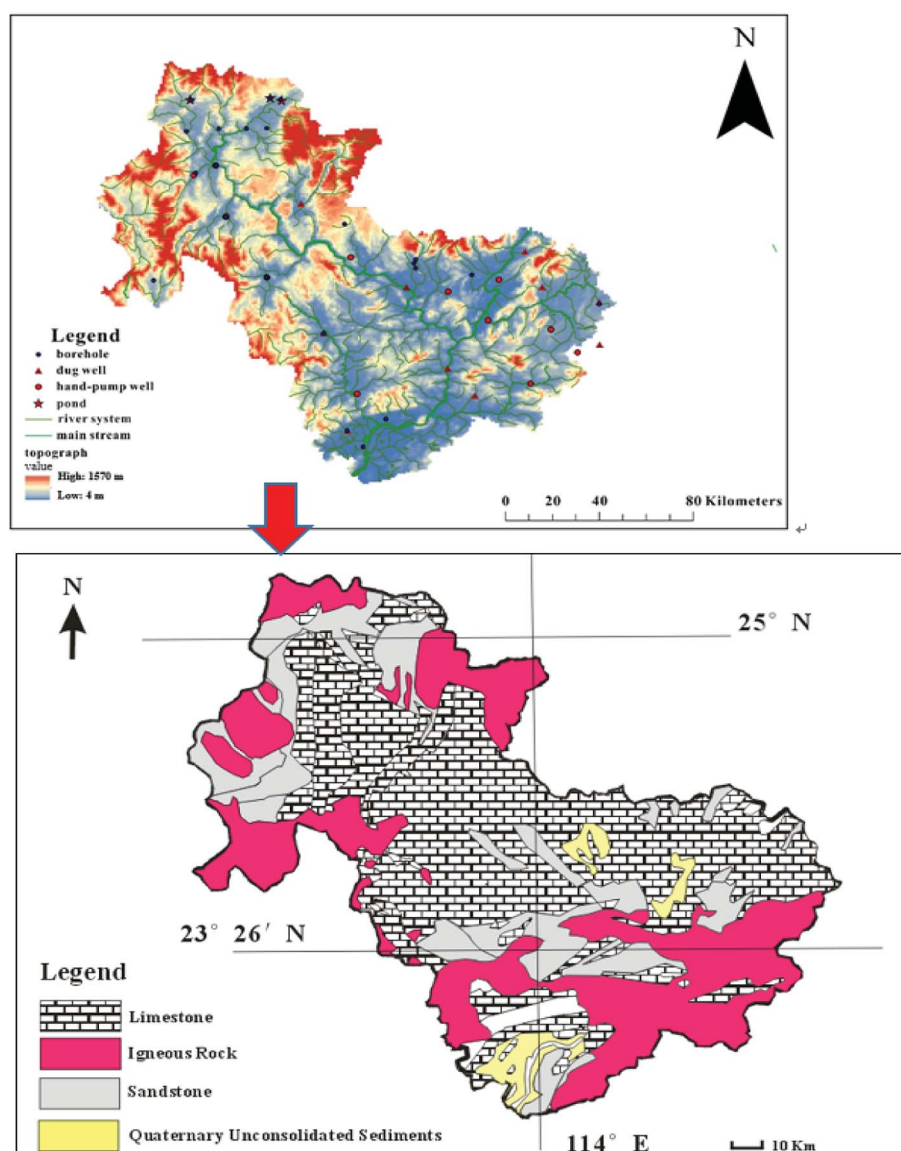 N
Legend
borehole
dug well
hand-pump well
pond
river system
main stream
topograph
value
High: 1570 m
Low: 4 m
0 20 40 80 Kilometers
N
25° N
23° 26′ N
Legend
Limestone
Igneous Rock
Sandstone
Quaternary Unconsolidated Sediments
114° E
10 Km